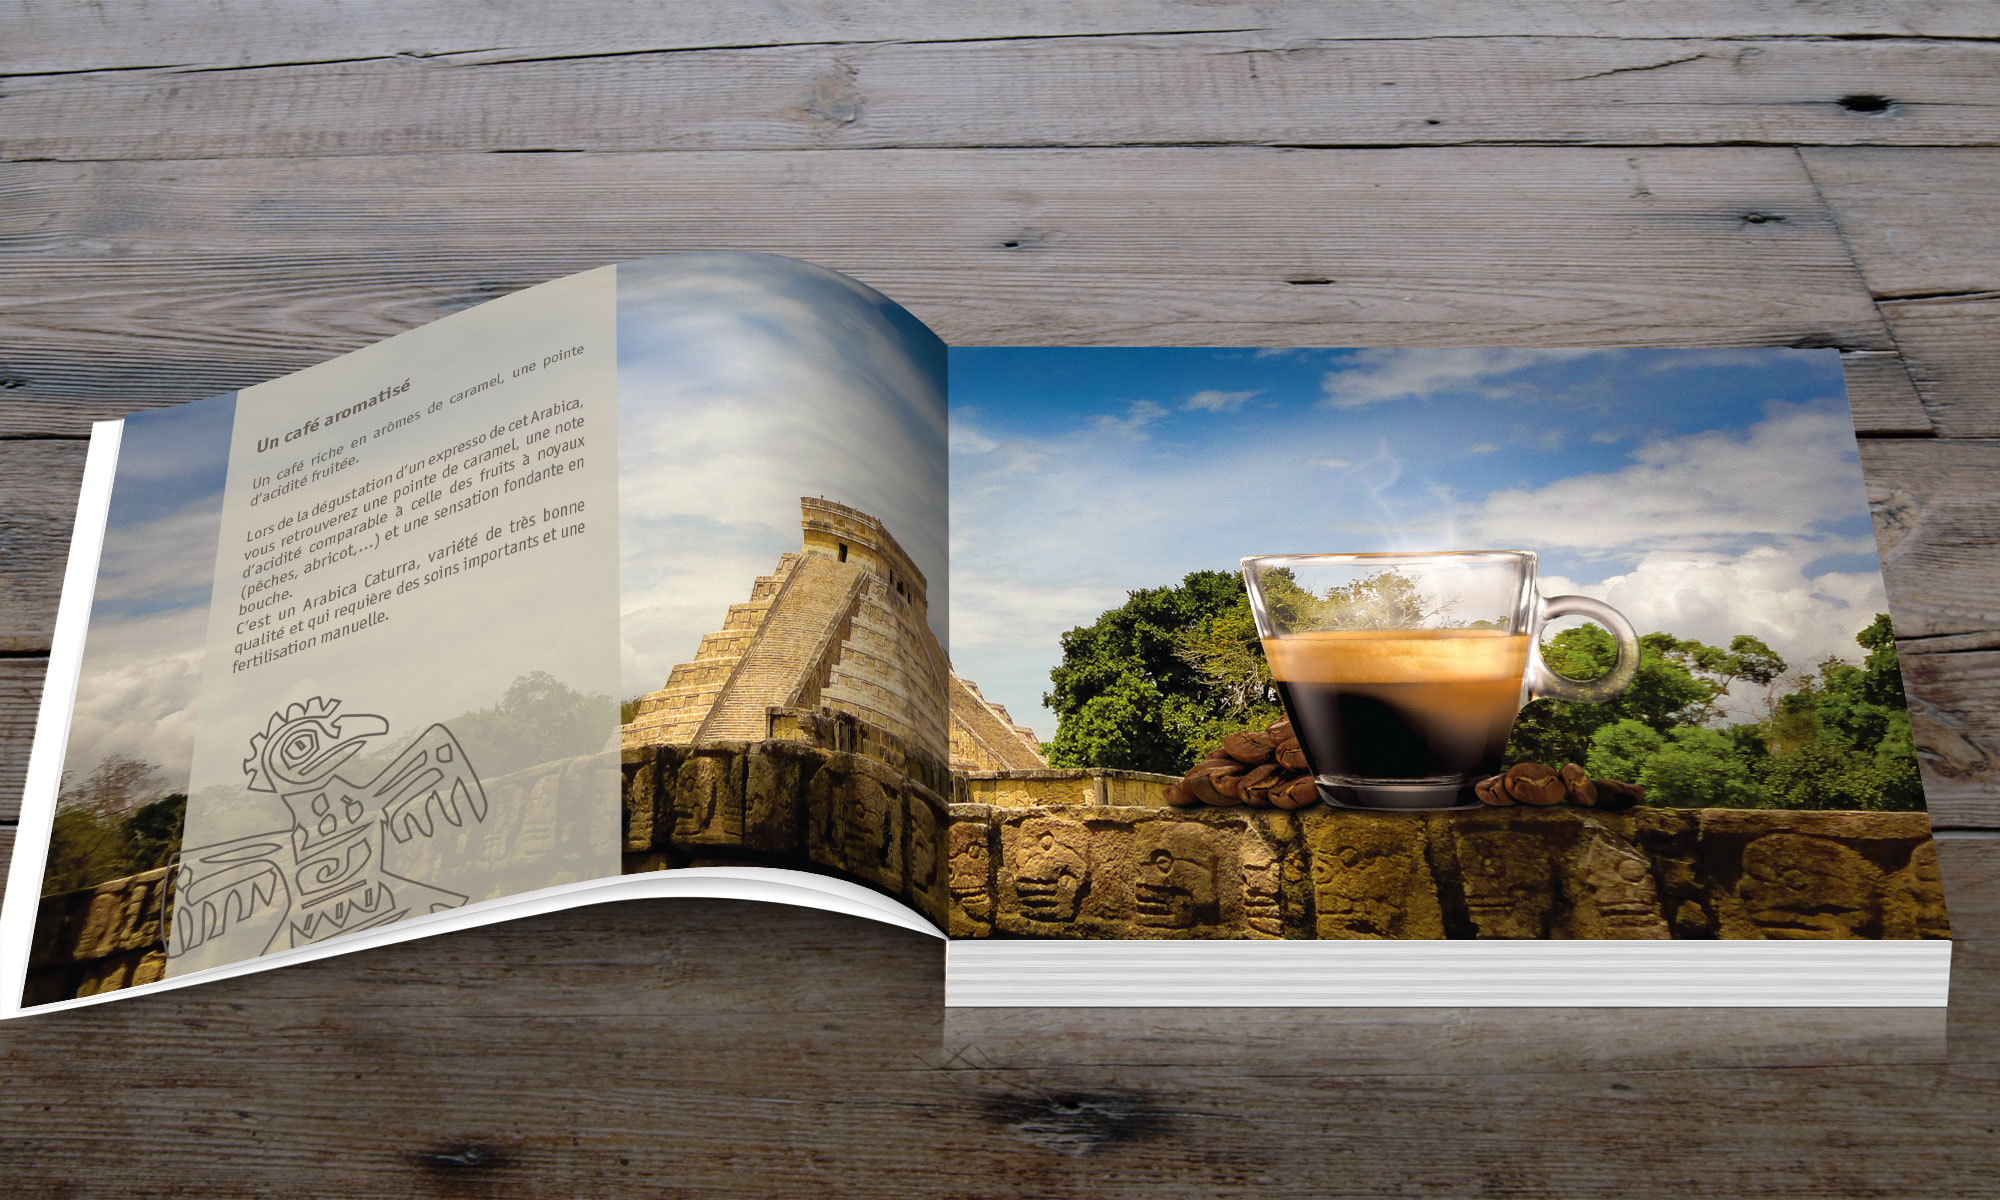 Un café aromatisé
Un café riche en arômes de caramel, une pointe
d'acidité fruitée.
Lors de la dégustation d'un expresso de cet Arabica,
vous retrouverez une pointe de caramel, une note
d'acidité comparable à celle des fruits à noyaux
(pêches, abricot,...) et une sensation fondante en
bouche.
C'est un Arabica Caturra, variété de très bonne
qualité et qui requière des soins importants et une
fertilisation manuelle.